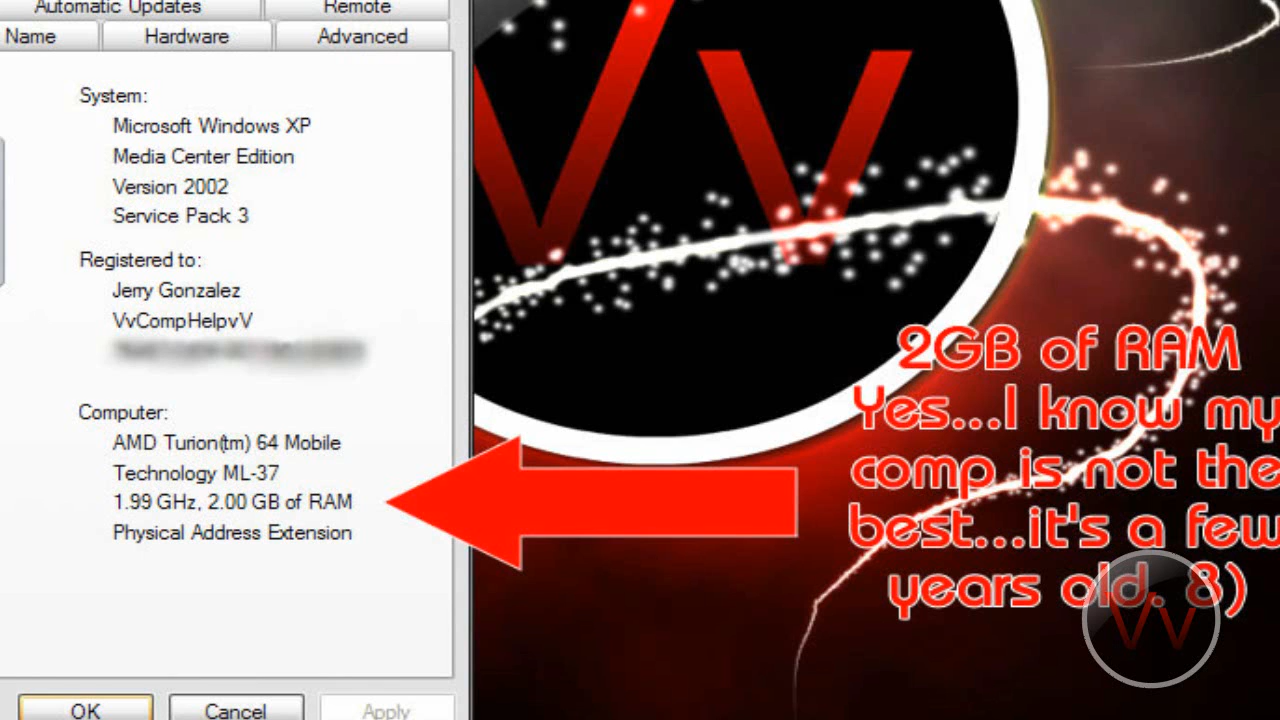 Automatic Updates
Remote
Name
Hardware
Advanced
System:
Microsoft Windows XP
Media Center Edition
Version 2002
Service Pack 3
Registered to:
Jerry Gonzalez
VvCompHelpvV
Computer:
AMD Turion(tm) 64 Mobile
Technology ML-37
1.99 GHz, 2.00 GB of RAM
Physical Address Extension
OK
Cancel
Apply
Vv
2GB of RAM
Yes...I know my
comp is not the
best...it's a few
years old. 8)
Vv